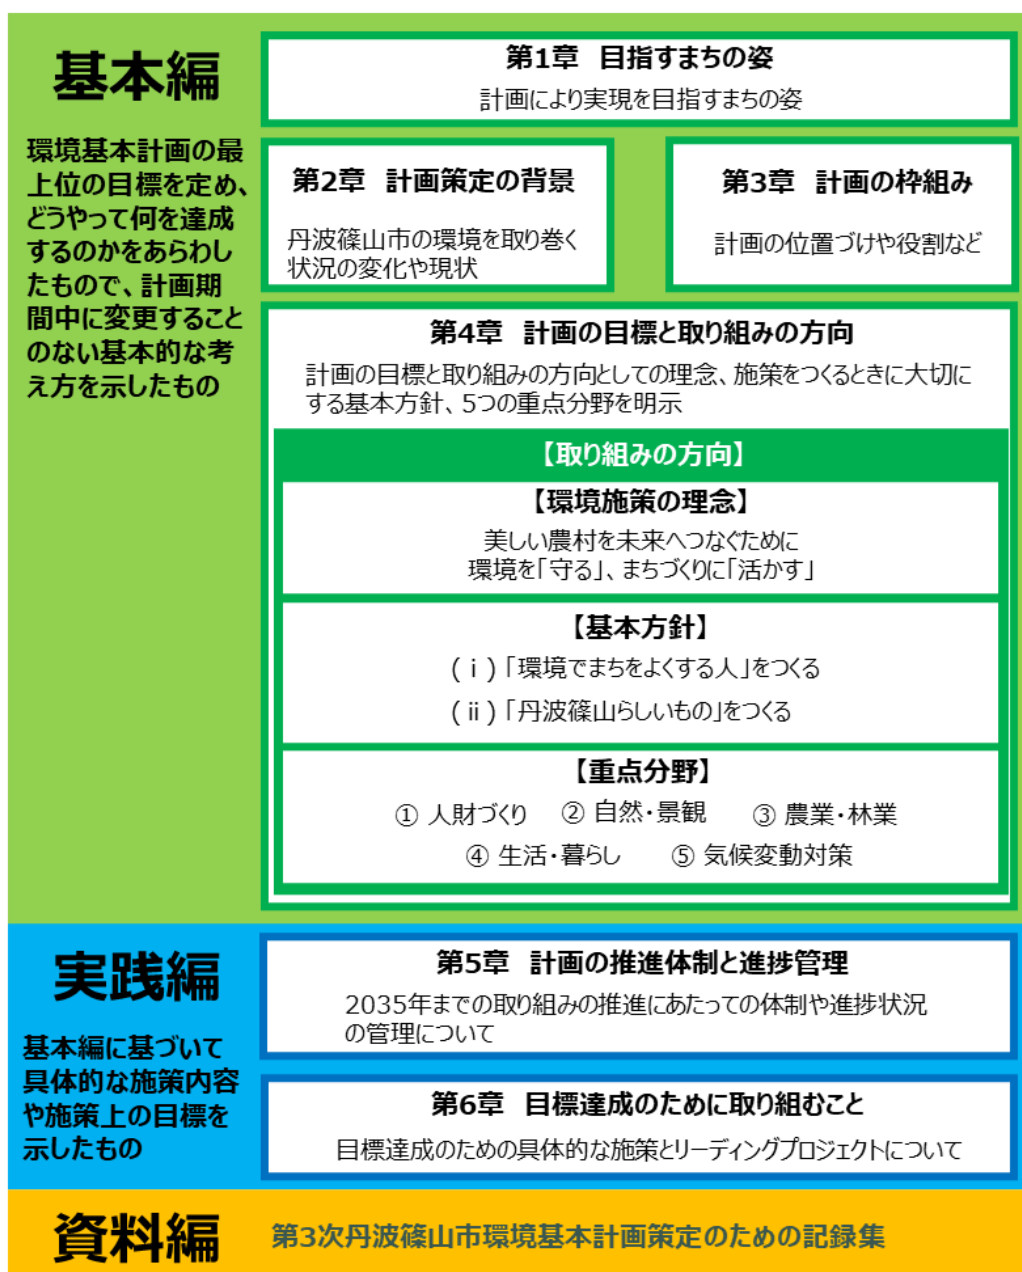 基本編
環境基本計画の最
上位の目標を定め、
どうやって何を達成
するのかをあらわし
たもので、計画期
間中に変更すること
のない基本的な考
え方を示したもの
第1章 目指すまちの姿
計画により実現を目指すまちの姿
第2章 計画策定の背景
丹波篠山市の環境を取り巻く
状況の変化や現状
第3章 計画の枠組み
計画の位置づけや役割など
第4章 計画の目標と取り組みの方向
計画の目標と取り組みの方向としての理念、施策をつくるときに大切に
する基本方針、5つの重点分野を明示
【取り組みの方向】
【環境施策の理念】
美しい農村を未来へつなぐために
環境を「守る」、まちづくりに「活かす」
【基本方針】
(ⅰ)「環境でまちをよくする人」をつくる
(ⅱ)「丹波篠山らしいもの」をつくる
【重点分野】
① 人財づくり ② 自然・景観 ③ 農業・林業
④ 生活・暮らし ⑤ 気候変動対策
実践編
基本編に基づいて
具体的な施策内容
や施策上の目標を
示したもの
第5章 計画の推進体制と進捗管理
2035年までの取り組みの推進にあたっての体制や進捗状況
の管理について
第6章 目標達成のために取り組むこと
目標達成のための具体的な施策とリーディングプロジェクトについて
資料編
第3次丹波篠山市環境基本計画策定のための記録集